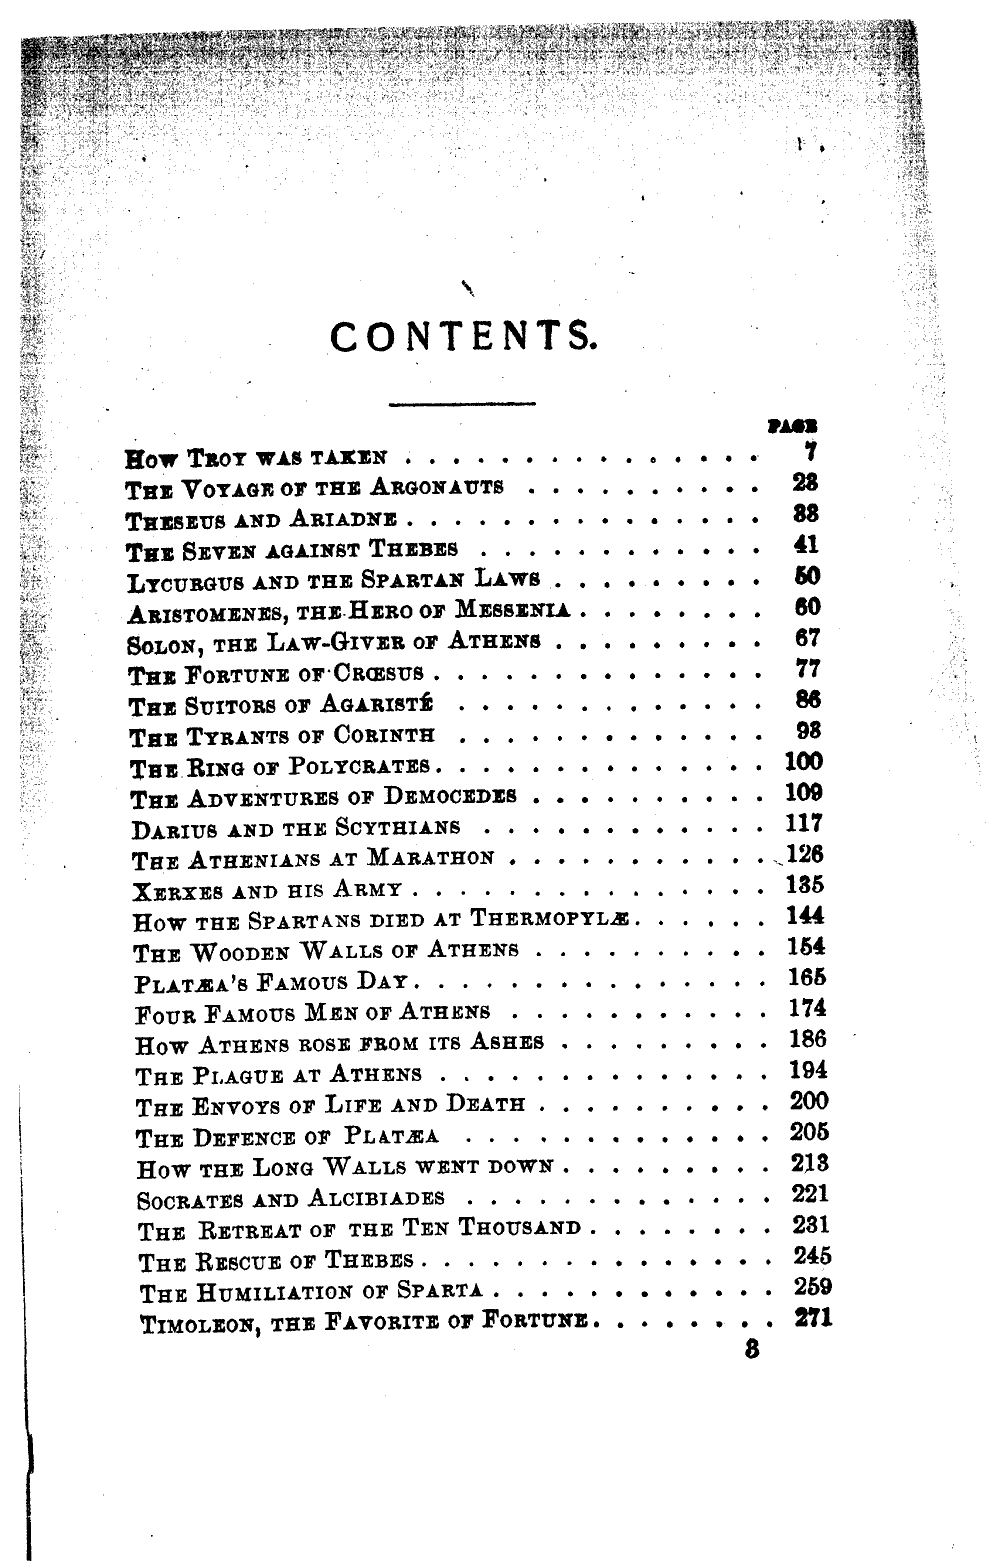 CONTENTS.
PAGE
How Troy was taken . . . . . . . . . . . . . . . 7
The Voyage of the Argonauts . . . . . . . . . . 23
Theseus and Ariadne . . . . . . . . . . . . . . . 33
The Seven against Thebes . . . . . . . . . . . . 41
Lycurgus and the Spartan Laws . . . . . . . . . 50
Aristomenes, the Hero of Messenia . . . . . . . . 60
Solon, the Law-Giver of Athens . . . . . . . . . 67
The Fortune of Crœsus . . . . . . . . . . . . . . 77
The Suitors of Agaristé . . . . . . . . . . . . . 86
The Tyrants of Corinth . . . . . . . . . . . . . 93
The Ring of Polycrates . . . . . . . . . . . . . . 100
The Adventures of Democedes . . . . . . . . . . 109
Darius and the Scythians . . . . . . . . . . . . 117
The Athenians at Marathon . . . . . . . . . . . 126
Xerxes and his Army . . . . . . . . . . . . . . . 135
How the Spartans died at Thermopylæ . . . . . . 144
The Wooden Walls of Athens . . . . . . . . . . 154
Platæa's Famous Day . . . . . . . . . . . . . . . 165
Four Famous Men of Athens . . . . . . . . . . . 174
How Athens rose from its Ashes . . . . . . . . . 186
The Plague at Athens . . . . . . . . . . . . . . 194
The Envoys of Life and Death . . . . . . . . . . 200
The Defence of Platæa . . . . . . . . . . . . . 205
How the Long Walls went down . . . . . . . . . 213
Socrates and Alcibiades . . . . . . . . . . . . . 221
The Retreat of the Ten Thousand . . . . . . . . 231
The Rescue of Thebes . . . . . . . . . . . . . . . 245
The Humiliation of Sparta . . . . . . . . . . . . 259
Timoleon, the Favorite of Fortune . . . . . . . . 271
3